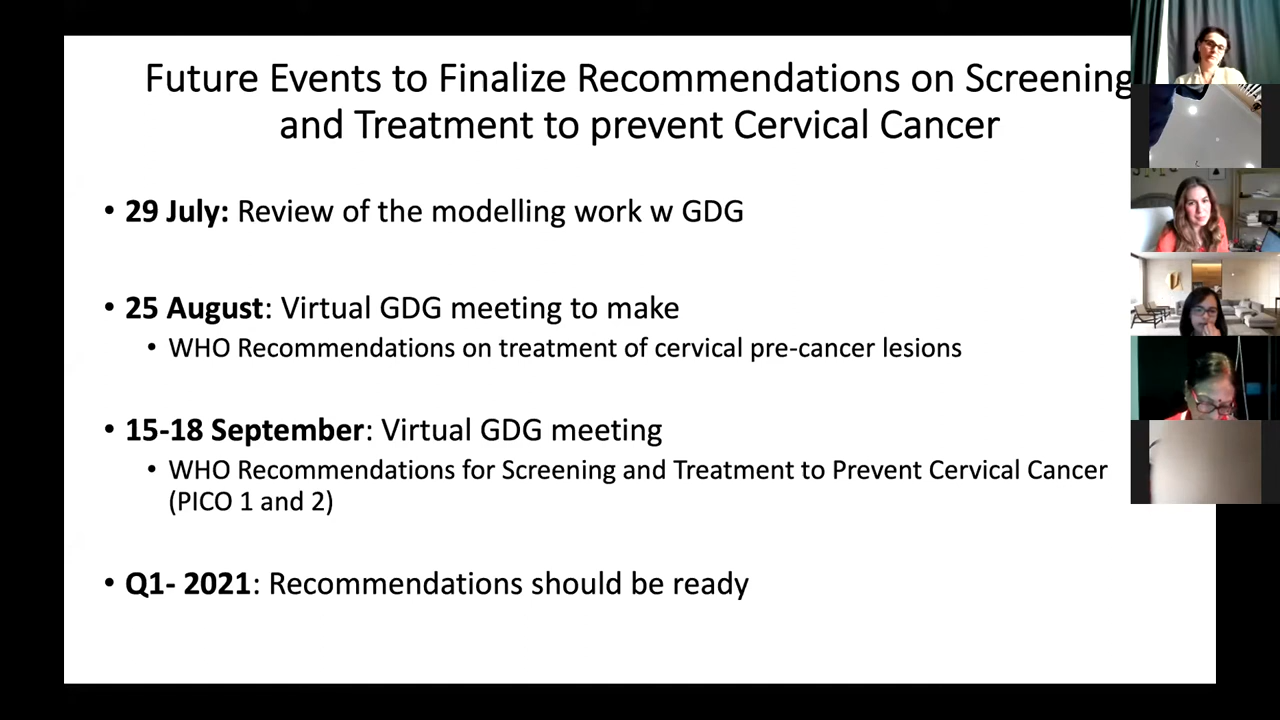 Future Events to Finalize Recommendations on Screening
and Treatment to prevent Cervical Cancer
• 29 July: Review of the modelling work w GDG
• 25 August: Virtual GDG meeting to make
• WHO Recommendations on treatment of cervical pre-cancer lesions
• 15-18 September: Virtual GDG meeting
• WHO Recommendations for Screening and Treatment to Prevent Cervical Cancer
(PICO 1 and 2)
• Q1- 2021: Recommendations should be ready